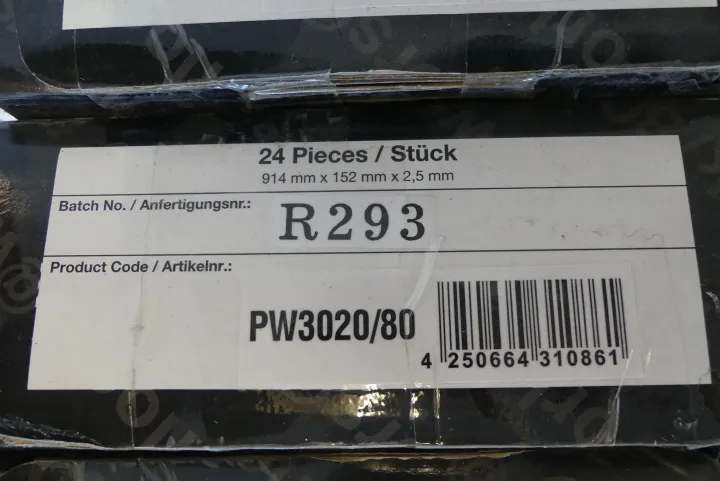 24 Pieces / Stück
914 mm x 152 mm x 2,5 mm
Batch No. / Anfertigungsnr.: R293
Product Code / Artikelnr.:
PW3020/80
4 250664 310861